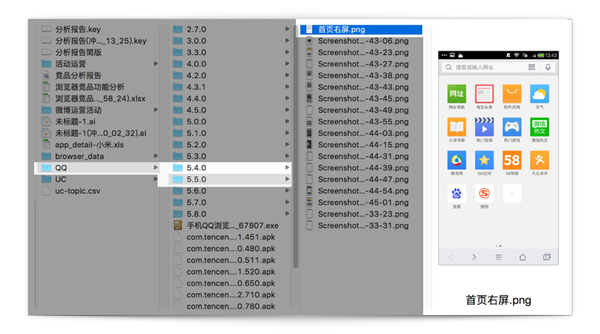 分析报告.key
分析报告(冲..._13_25).key
分析报告简版
活动运营
竞品分析报告
浏览器竞品功能分析
浏览器竞品..._58_24).xlsx
微博运营活动
未标题-1.ai
未标题-1(冲...0_02_32).ai
app_detail-小米.xls
browser_data
QQ
UC
uc-topic.csv
2.7.0
3.0.0
3.3.0
4.0.0
4.2.0
4.3.1
4.4.0
4.5.0
5.0.0
5.1.0
5.2.0
5.3.0
5.4.0
5.5.0
5.6.0
5.7.0
5.8.0
手机QQ浏览..._67807.exe
com.tencen...1.451.apk
com.tencen...0.480.apk
com.tencen...0.511.apk
com.tencen...1.520.apk
com.tencen...0.650.apk
com.tencen...2.710.apk
com.tencen...0.780.apk
首页右屏.png
Screenshot...-43-06.png
Screenshot...-43-23.png
Screenshot...-43-27.png
Screenshot...-43-38.png
Screenshot...-43-45.png
Screenshot...-43-49.png
Screenshot...-43-55.png
Screenshot...-44-03.png
Screenshot...-44-15.png
Screenshot...-44-31.png
Screenshot...-44-39.png
Screenshot...-44-47.png
Screenshot...-44-54.png
Screenshot...-45-01.png
Screenshot...-33-23.png
Screenshot...-33-31.png
13:43
搜索或输入网址
网址
网址导航
每日头条
软件应用
天气
小说书架
热门视频
热门游戏
微信
热文
微信热文
腾讯网
QQ空间
58
58同城
大众点评
百度
搜狗
首页右屏.png